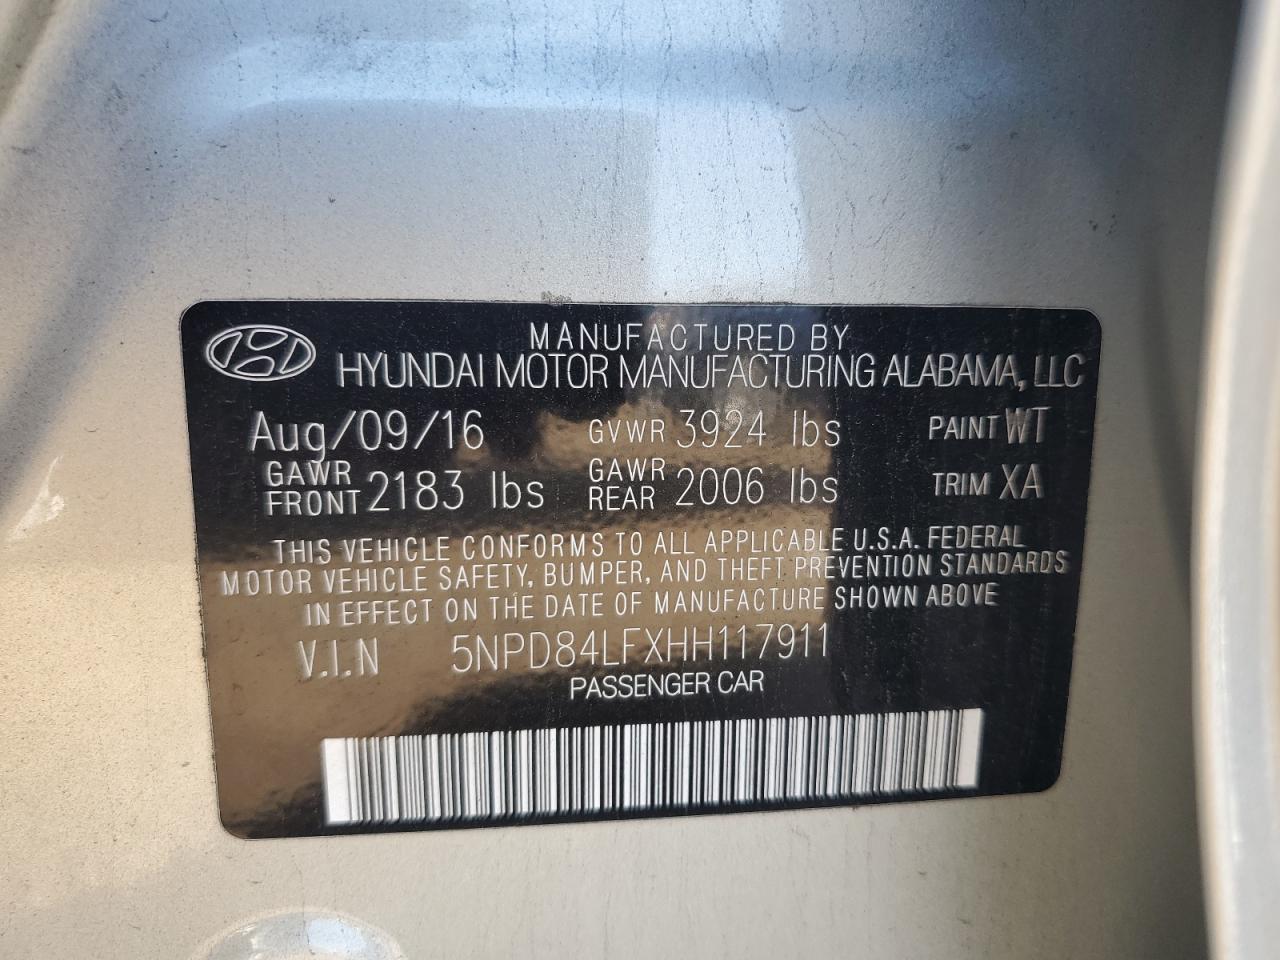 MANUFACTURED BY
HYUNDAI MOTOR MANUFACTURING ALABAMA, LLC
Aug/09/16 GVWR 3924 lbs PAINT WT
GAWR FRONT 2183 lbs GAWR REAR 2006 lbs TRIM XA
THIS VEHICLE CONFORMS TO ALL APPLICABLE U.S.A. FEDERAL
MOTOR VEHICLE SAFETY, BUMPER, AND THEFT PREVENTION STANDARDS
IN EFFECT ON THE DATE OF MANUFACTURE SHOWN ABOVE
V.I.N 5NPD84LFXHH117911
PASSENGER CAR